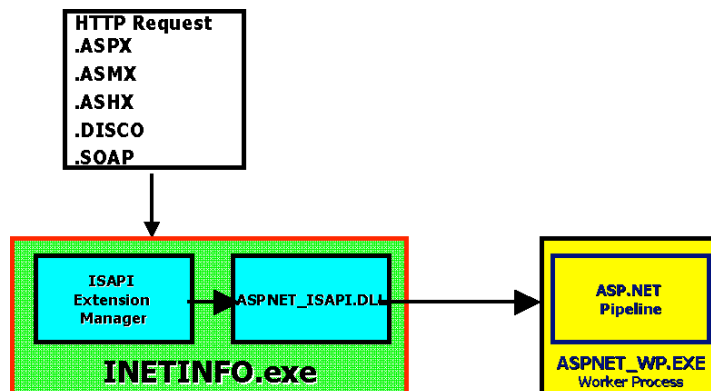 HTTP Request
.ASPX
.ASMX
.ASHX
.DISCO
.SOAP
ISAPI
Extension
Manager
ASPNET_ISAPI.DLL
INETINFO.exe
ASP.NET
Pipeline
ASPNET_WP.EXE
Worker Process